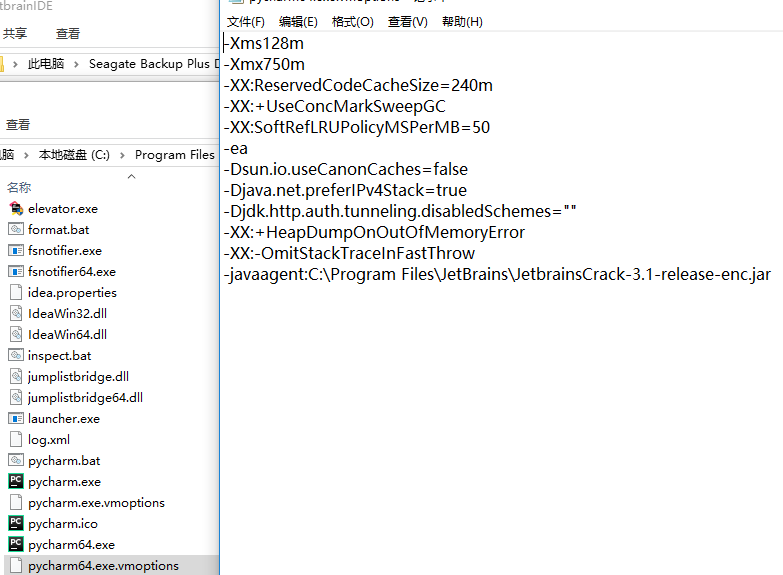 tbrainIDE
共享 查看
此电脑 > Seagate Backup Plus D
查看
脑 > 本地磁盘 (C:) > Program Files
名称
elevator.exe
format.bat
fsnotifier.exe
fsnotifier64.exe
idea.properties
IdeaWin32.dll
IdeaWin64.dll
inspect.bat
jumplistbridge.dll
jumplistbridge64.dll
launcher.exe
log.xml
pycharm.bat
pycharm.exe
pycharm.exe.vmoptions
pycharm.ico
pycharm64.exe
pycharm64.exe.vmoptions
文件(F) 编辑(E) 格式(O) 查看(V) 帮助(H)
-Xms128m
-Xmx750m
-XX:ReservedCodeCacheSize=240m
-XX:+UseConcMarkSweepGC
-XX:SoftRefLRUPolicyMSPerMB=50
-ea
-Dsun.io.useCanonCaches=false
-Djava.net.preferIPv4Stack=true
-Djdk.http.auth.tunneling.disabledSchemes=""
-XX:+HeapDumpOnOutOfMemoryError
-XX:-OmitStackTraceInFastThrow
-javaagent:C:\Program Files\JetBrains\JetbrainsCrack-3.1-release-enc.jar